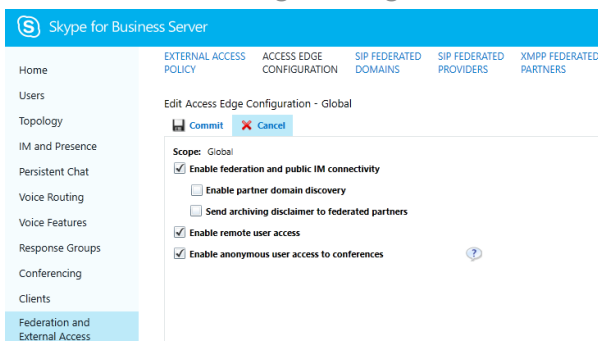 Skype for Business Server
EXTERNAL ACCESS POLICY
ACCESS EDGE CONFIGURATION
SIP FEDERATED DOMAINS
SIP FEDERATED PROVIDERS
XMPP FEDERATED PARTNERS
Home
Users
Topology
IM and Presence
Persistent Chat
Voice Routing
Voice Features
Response Groups
Conferencing
Clients
Federation and
External Access
Edit Access Edge Configuration - Global
Commit
Cancel
Scope: Global
Enable federation and public IM connectivity
Enable partner domain discovery
Send archiving disclaimer to federated partners
Enable remote user access
Enable anonymous user access to conferences
?